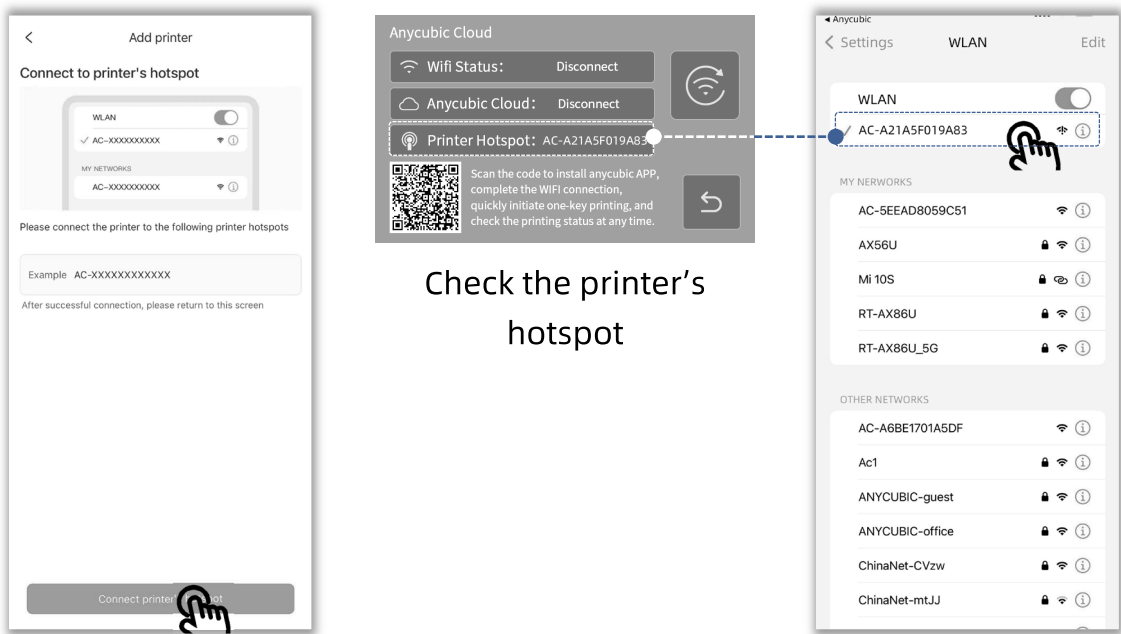 Add printer
Connect to printer's hotspot
WLAN
AC-XXXXXXXXXX
MY NETWORKS
AC-XXXXXXXXXX
Please connect the printer to the following printer hotspots
Example AC-XXXXXXXXXXXX
After successful connection, please return to this screen
Connect printer
Anycubic Cloud
Wifi Status: Disconnect
Anycubic Cloud: Disconnect
Printer Hotspot: AC-A21A5F019A83
Scan the code to install anycubic APP,
complete the WIFI connection,
quickly initiate one-key printing, and
check the printing status at any time.
Check the printer's
hotspot
Anycubic
Settings WLAN Edit
WLAN
AC-A21A5F019A83
MY NERWORKS
AC-5EEAD8059C51
AX56U
Mi 10S
RT-AX86U
RT-AX86U_5G
OTHER NETWORKS
AC-A6BE1701A5DF
Ac1
ANYCUBIC-guest
ANYCUBIC-office
ChinaNet-CVzw
ChinaNet-mtJJ